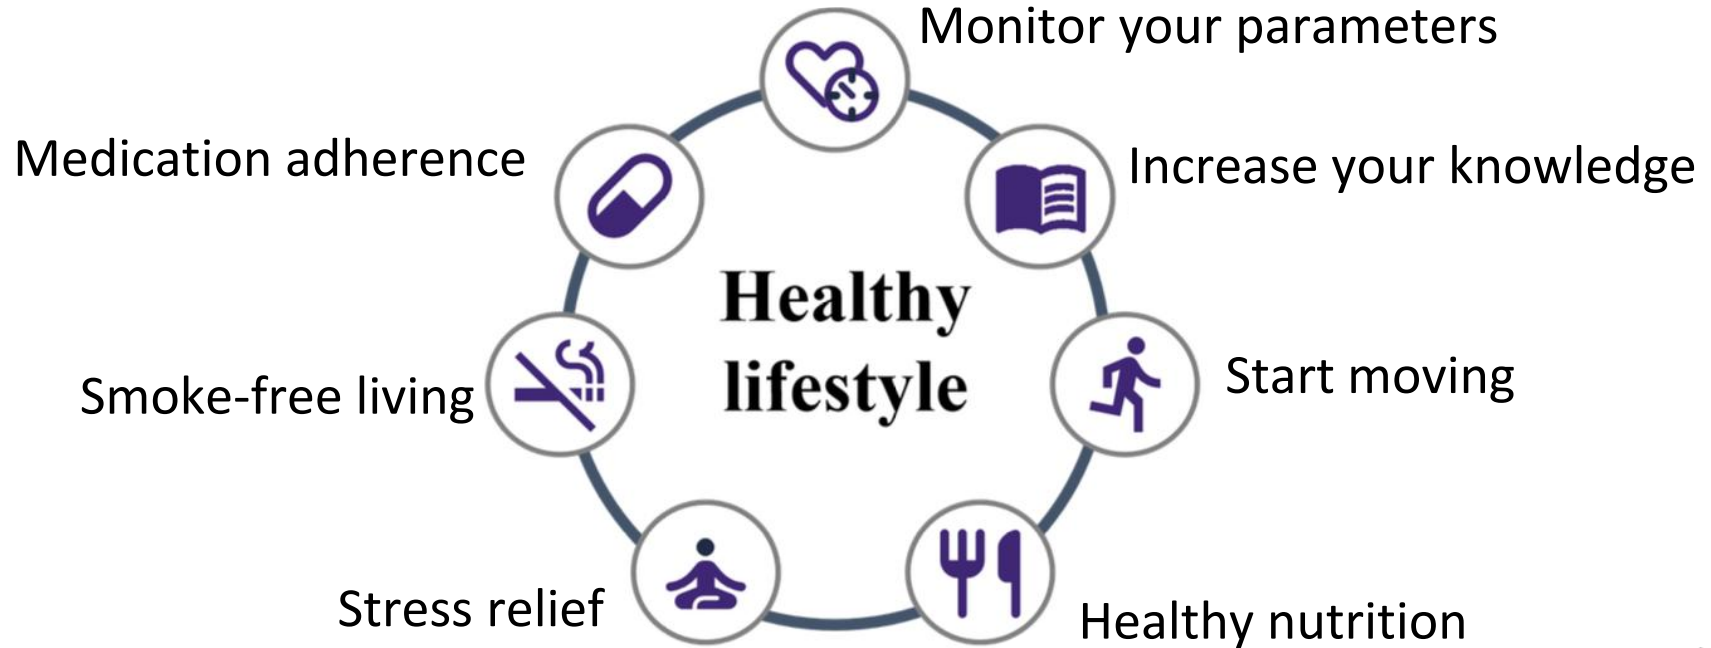 Monitor your parameters
Medication adherence
Increase your knowledge
Healthy
lifestyle
Smoke-free living
Start moving
Stress relief
Healthy nutrition